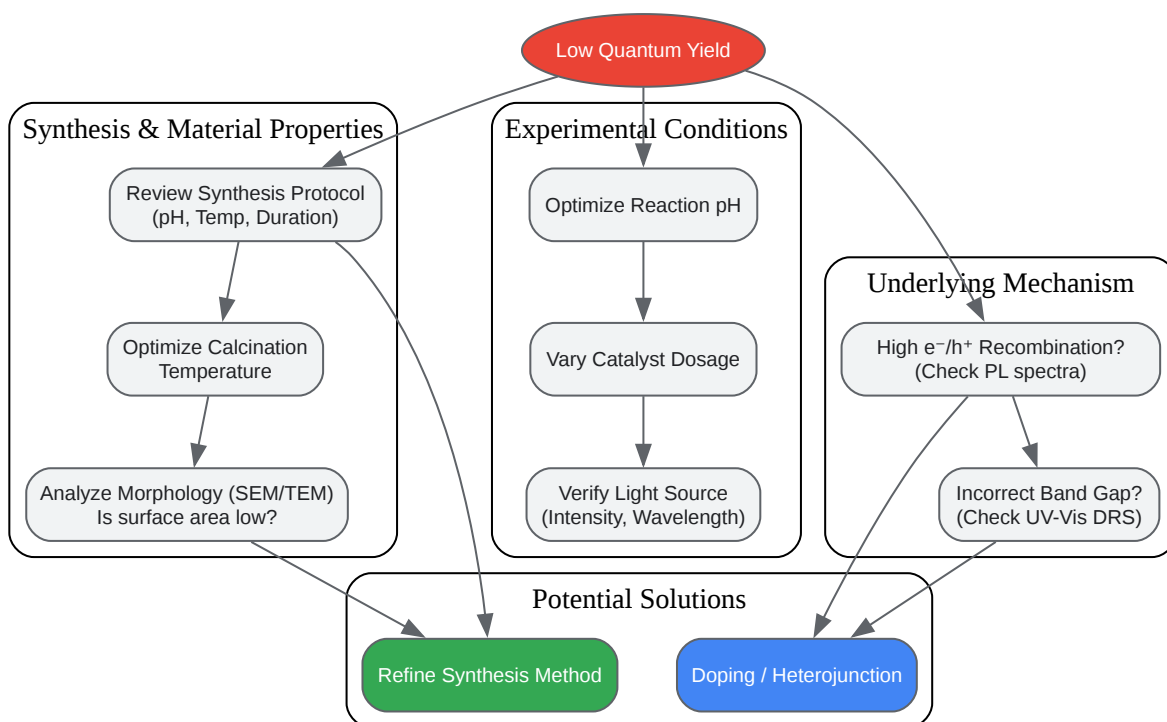 Low Quantum Yield
Synthesis & Material Properties
Review Synthesis Protocol
(pH, Temp, Duration)
Optimize Calcination
Temperature
Analyze Morphology (SEM/TEM)
Is surface area low?
Experimental Conditions
Optimize Reaction pH
Vary Catalyst Dosage
Verify Light Source
(Intensity, Wavelength)
Underlying Mechanism
High e⁻/h⁺ Recombination?
(Check PL spectra)
Incorrect Band Gap?
(Check UV-Vis DRS)
Potential Solutions
Refine Synthesis Method
Doping / Heterojunction